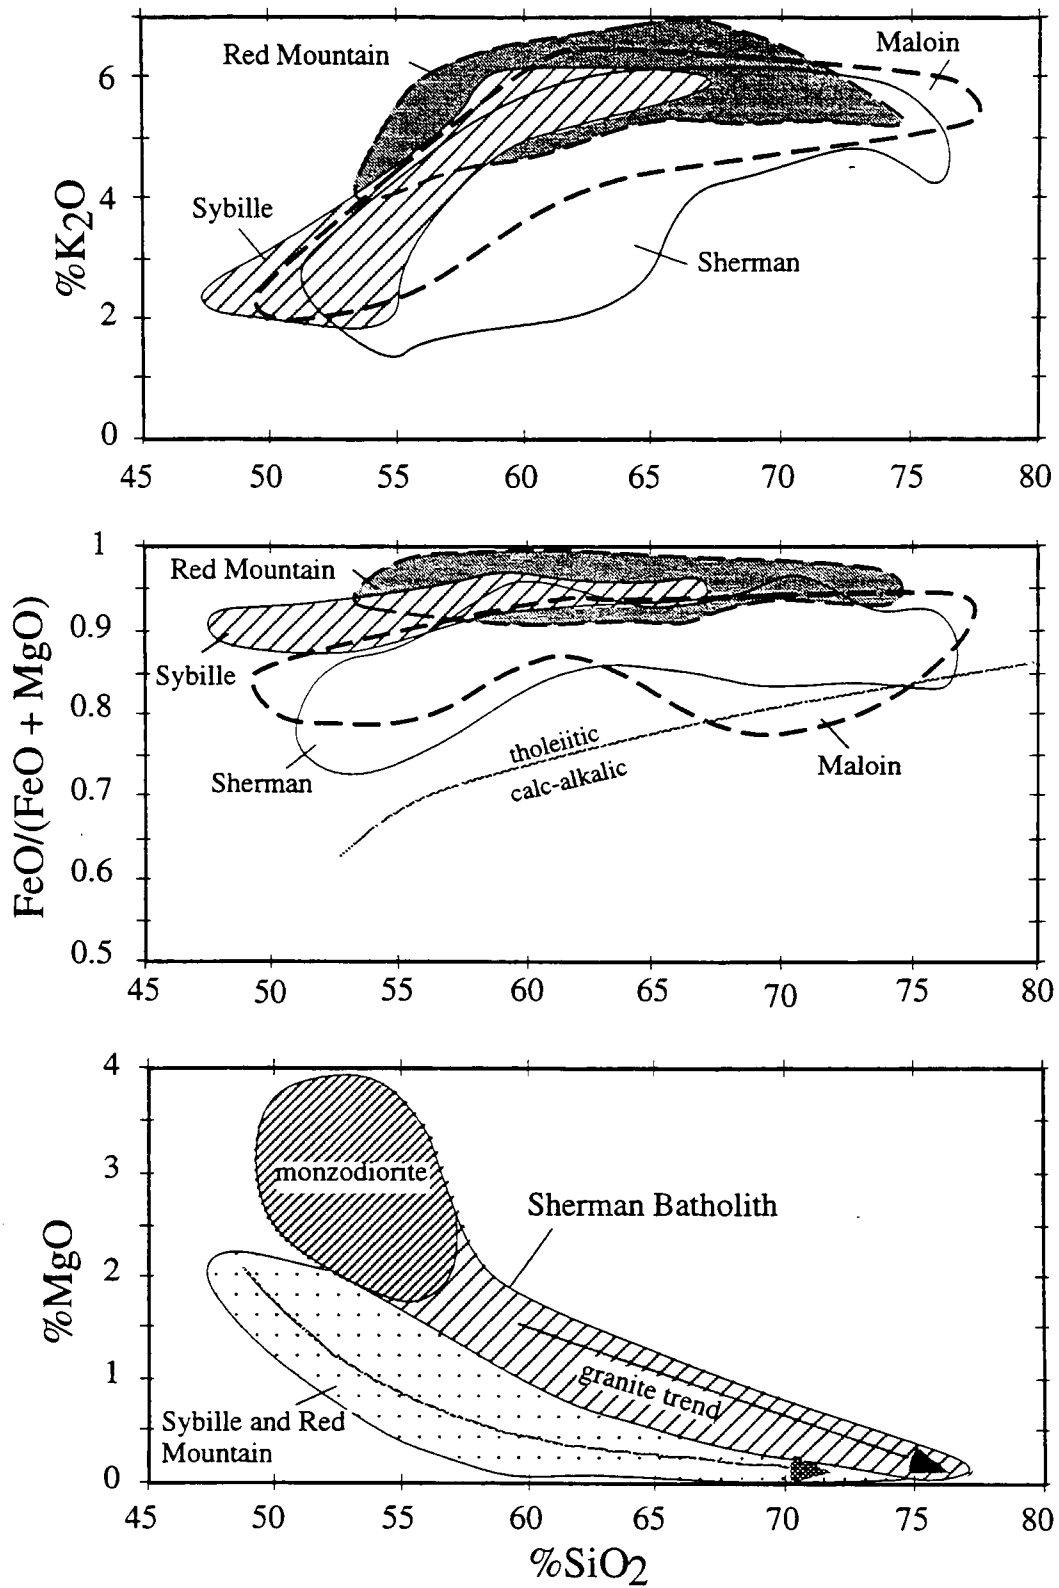 Red Mountain
Maloin
6
%K2O
4
Sybille
Sherman
2
0
45 50 55 60 65 70 75 80
1
Red Mountain
FeO/(FeO + MgO)
0.9
Sybille
0.8
tholeiitic
Sherman
calc-alkalic
Maloin
0.7
0.6
0.5
45 50 55 60 65 70 75 80
4
monzodiorite
3
Sherman Batholith
%MgO
2
1
granite trend
Sybille and Red
Mountain
0
45 50 55 60 65 70 75 80
%SiO2